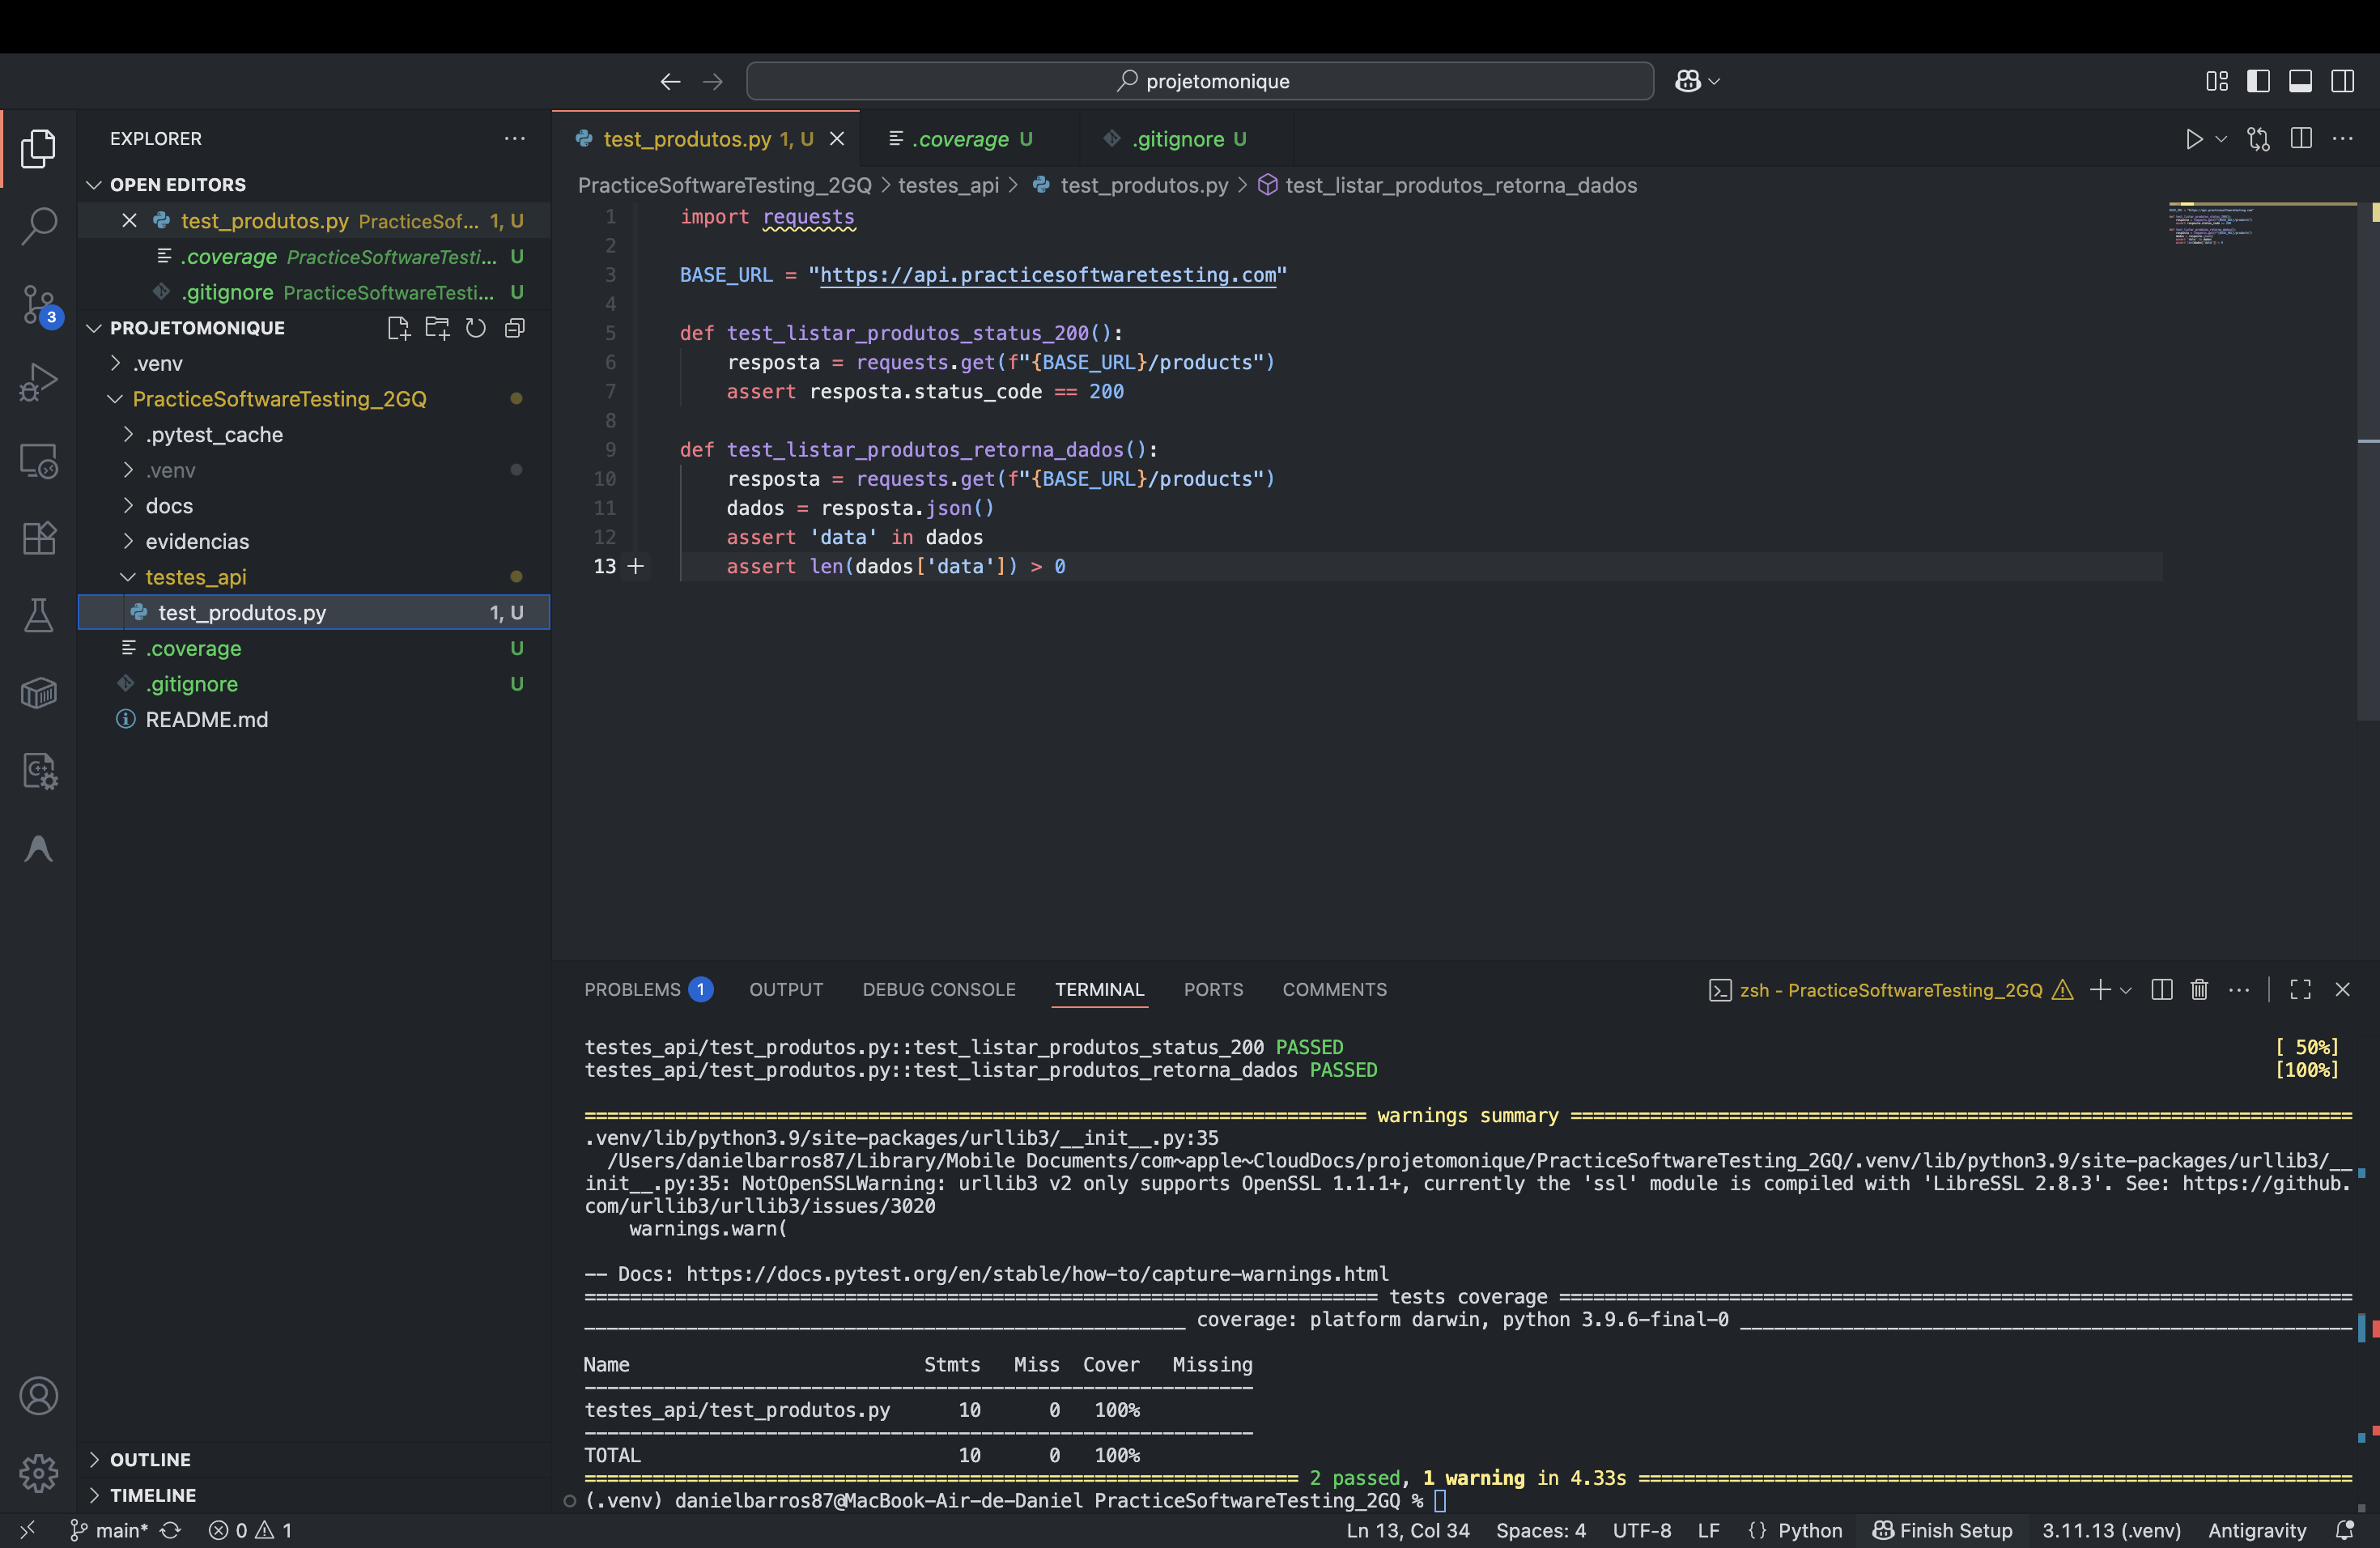 projetomonique
EXPLORER
OPEN EDITORS
test_produtos.py PracticeSof... 1, U
.coverage PracticeSoftwareTesti... U
.gitignore PracticeSoftwareTesti... U
PROJETOMONIQUE
.venv
PracticeSoftwareTesting_2GQ
.pytest_cache
.venv
docs
evidencias
testes_api
test_produtos.py 1, U
.coverage U
.gitignore U
README.md
OUTLINE
TIMELINE
3
test_produtos.py 1, U
.coverage U
.gitignore U
PracticeSoftwareTesting_2GQ > testes_api > test_produtos.py > test_listar_produtos_retorna_dados
1 import requests
2
3 BASE_URL = "https://api.practicesoftwaretesting.com"
4
5 def test_listar_produtos_status_200():
6 resposta = requests.get(f"{BASE_URL}/products")
7 assert resposta.status_code == 200
8
9 def test_listar_produtos_retorna_dados():
10 resposta = requests.get(f"{BASE_URL}/products")
11 dados = resposta.json()
12 assert 'data' in dados
13 assert len(dados['data']) > 0
PROBLEMS 1 OUTPUT DEBUG CONSOLE TERMINAL PORTS COMMENTS
zsh - PracticeSoftwareTesting_2GQ
testes_api/test_produtos.py::test_listar_produtos_status_200 PASSED [ 50%]
testes_api/test_produtos.py::test_listar_produtos_retorna_dados PASSED [100%]
warnings summary
.venv/lib/python3.9/site-packages/urllib3/__init__.py:35
/Users/danielbarros87/Library/Mobile Documents/com~apple~CloudDocs/projetomonique/PracticeSoftwareTesting_2GQ/.venv/lib/python3.9/site-packages/urllib3/__
init__.py:35: NotOpenSSLWarning: urllib3 v2 only supports OpenSSL 1.1.1+, currently the 'ssl' module is compiled with 'LibreSSL 2.8.3'. See: https://github.
com/urllib3/urllib3/issues/3020
warnings.warn(
-- Docs: https://docs.pytest.org/en/stable/how-to/capture-warnings.html
tests coverage
coverage: platform darwin, python 3.9.6-final-0
Name Stmts Miss Cover Missing
testes_api/test_produtos.py 10 0 100%
TOTAL 10 0 100%
2 passed, 1 warning in 4.33s
(.venv) danielbarros87@MacBook-Air-de-Daniel PracticeSoftwareTesting_2GQ %
main* 0 1 Ln 13, Col 34 Spaces: 4 UTF-8 LF {} Python Finish Setup 3.11.13 (.venv) Antigravity